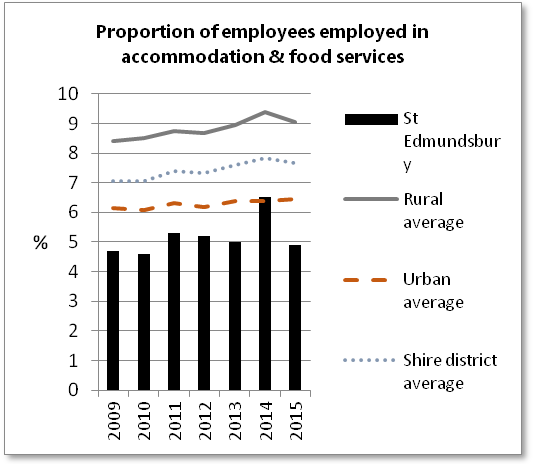 Proportion of employees employed in
accommodation & food services
10
9
8
7
6
5
4
3
2
1
0
%
2009
2010
2011
2012
2013
2014
2015
St
Edmundsbur
y
Rural
average
Urban
average
Shire district
average